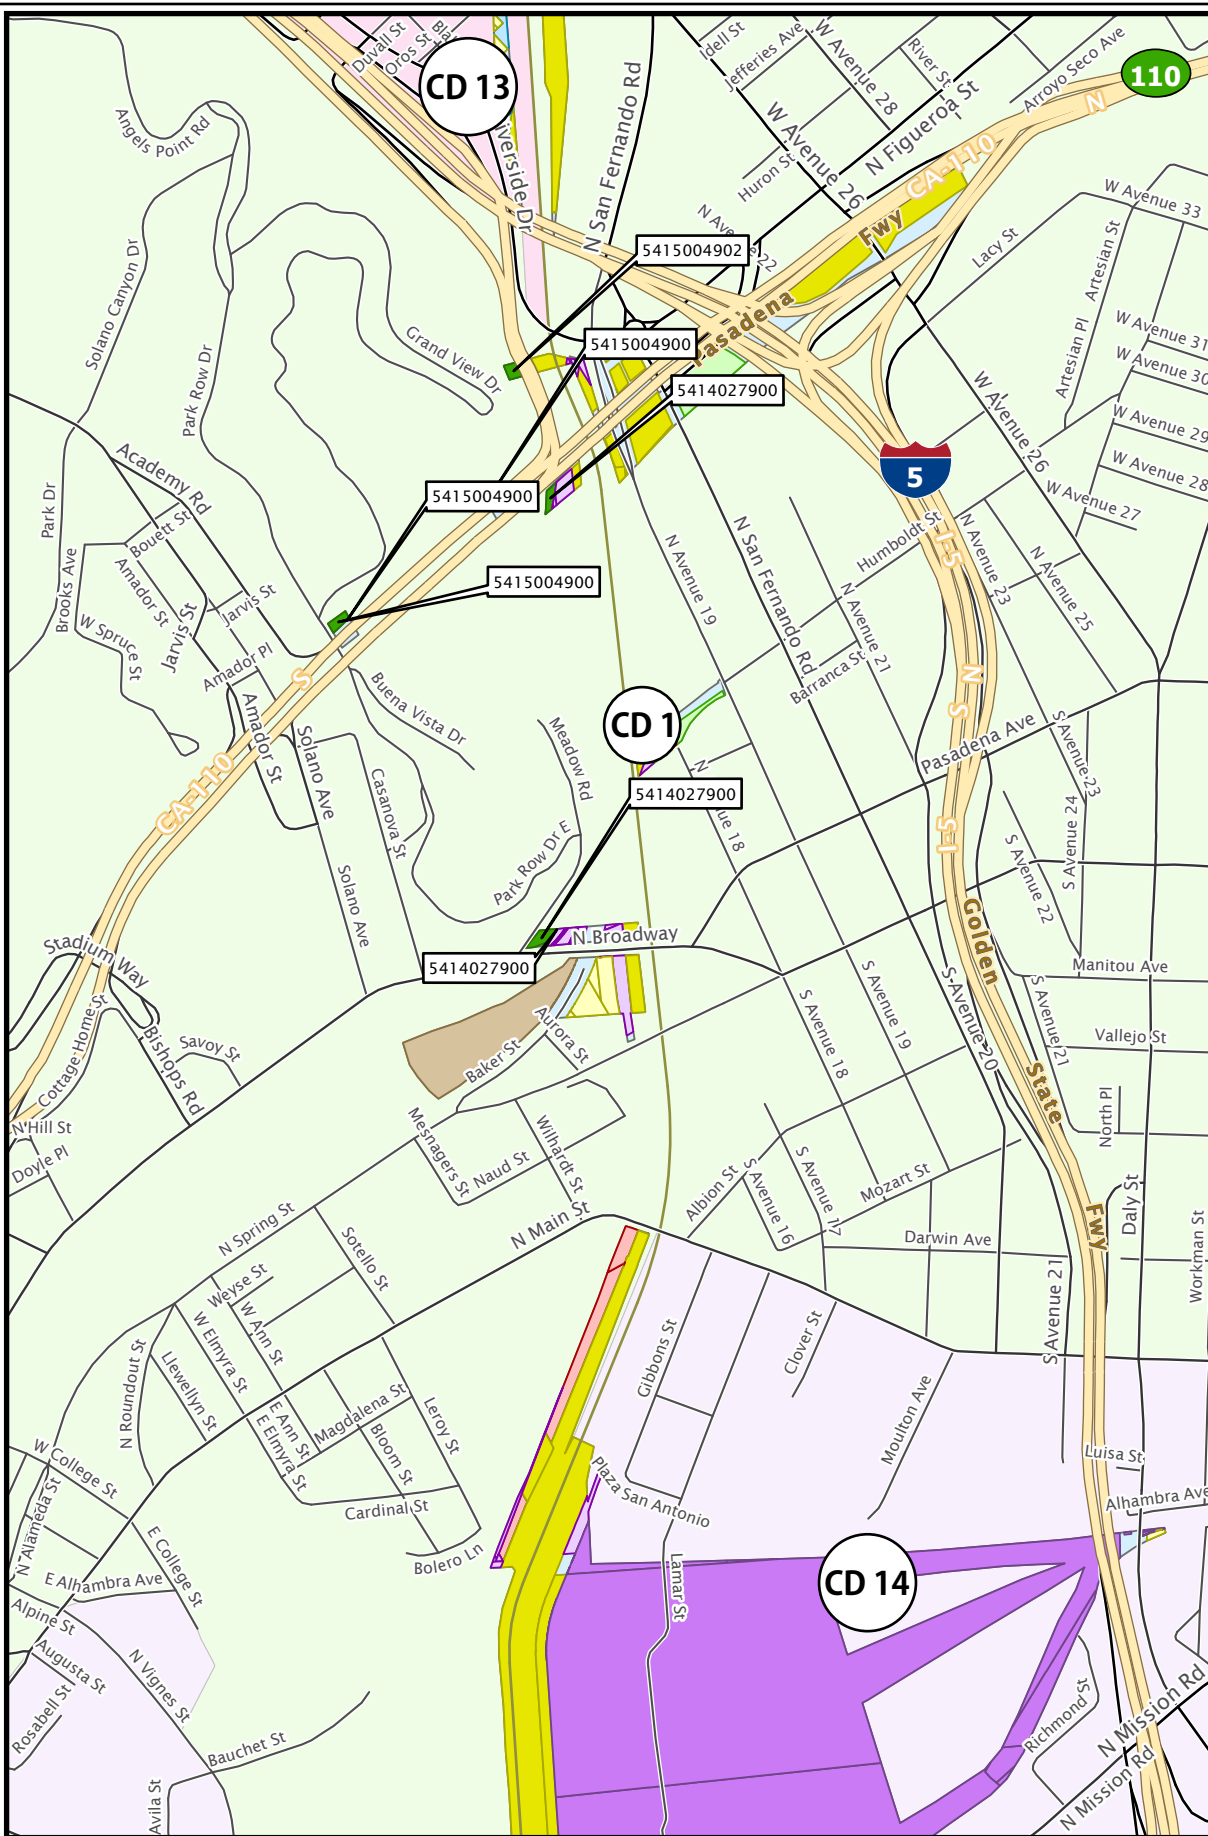 Duvall St
Oros St
Bla
CD 13
iverside Dr
N San Fernando Rd
Idell St
Jefferies Ave
W Avenue 28
River St
Arroyo Seco Ave
110
N
Angels Point Rd
W Avenue 26
N Figueroa St
Huron St
CA-110
Fwy
W Avenue 33
Lacy St
Artesian St
N Avenue 22
5415004902
Solano Canyon Dr
Park Row Dr
Grand View Dr
5415004900
Pasadena
5414027900
W Avenue 31
W Avenue 30
Artesian Pl
W Avenue 29
W Avenue 28
W Avenue 26
W Avenue 27
5
Academy Rd
Park Dr
Bouett St
5415004900
N San Fernando Rd
Humboldt St
I-5
N Avenue 23
N Avenue 25
N Avenue 19
Brooks Ave
Amador St
5415004900
N Avenue 21
Jarvis St
Jarvis St
W Spruce St
Amador Pl
S
Barranca St
N
S
Amador St
Buena Vista Dr
CD 1
Solano Ave
Meadow Rd
Pasadena Ave
S Avenue 23
CA-110
Casanova St
5414027900
N
ue 18
I-5
S Avenue 24
S Avenue 22
Park Row Dr E
Solano Ave
Golden
N Broadway
Stadium Way
5414027900
S Avenue 19
S Avenue 20
Manitou Ave
S Avenue 18
S Avenue 21
Cottage Home St
Bishops Rd
Savoy St
Aurora St
Baker St
Vallejo St
State
N Hill St
Doyle Pl
Mesnagers St
Wilhardt St
Naud St
North Pl
Albion St
S Avenue 16
S Avenue 17
Mozart St
Daly St
N Spring St
N Main St
Sotello St
Darwin Ave
Fwy
Workman St
S Avenue 21
Weyse St
W Ann St
W Elmyra St
N Roundout St
Llewellyn St
Gibbons St
Clover St
E Ann St
Magdalena St
E Elmyra St
Bloom St
Leroy St
Moulton Ave
W College St
Luisa St
N Alameda St
Cardinal St
Plaza San Antonio
Alhambra Ave
E College St
Bolero Ln
E Alhambra Ave
Lamar St
CD 14
Alpine St
Augusta St
N Vignes St
Rosabell St
Richmond St
N Mission Rd
N Mission Rd
Bauchet St
Avila St